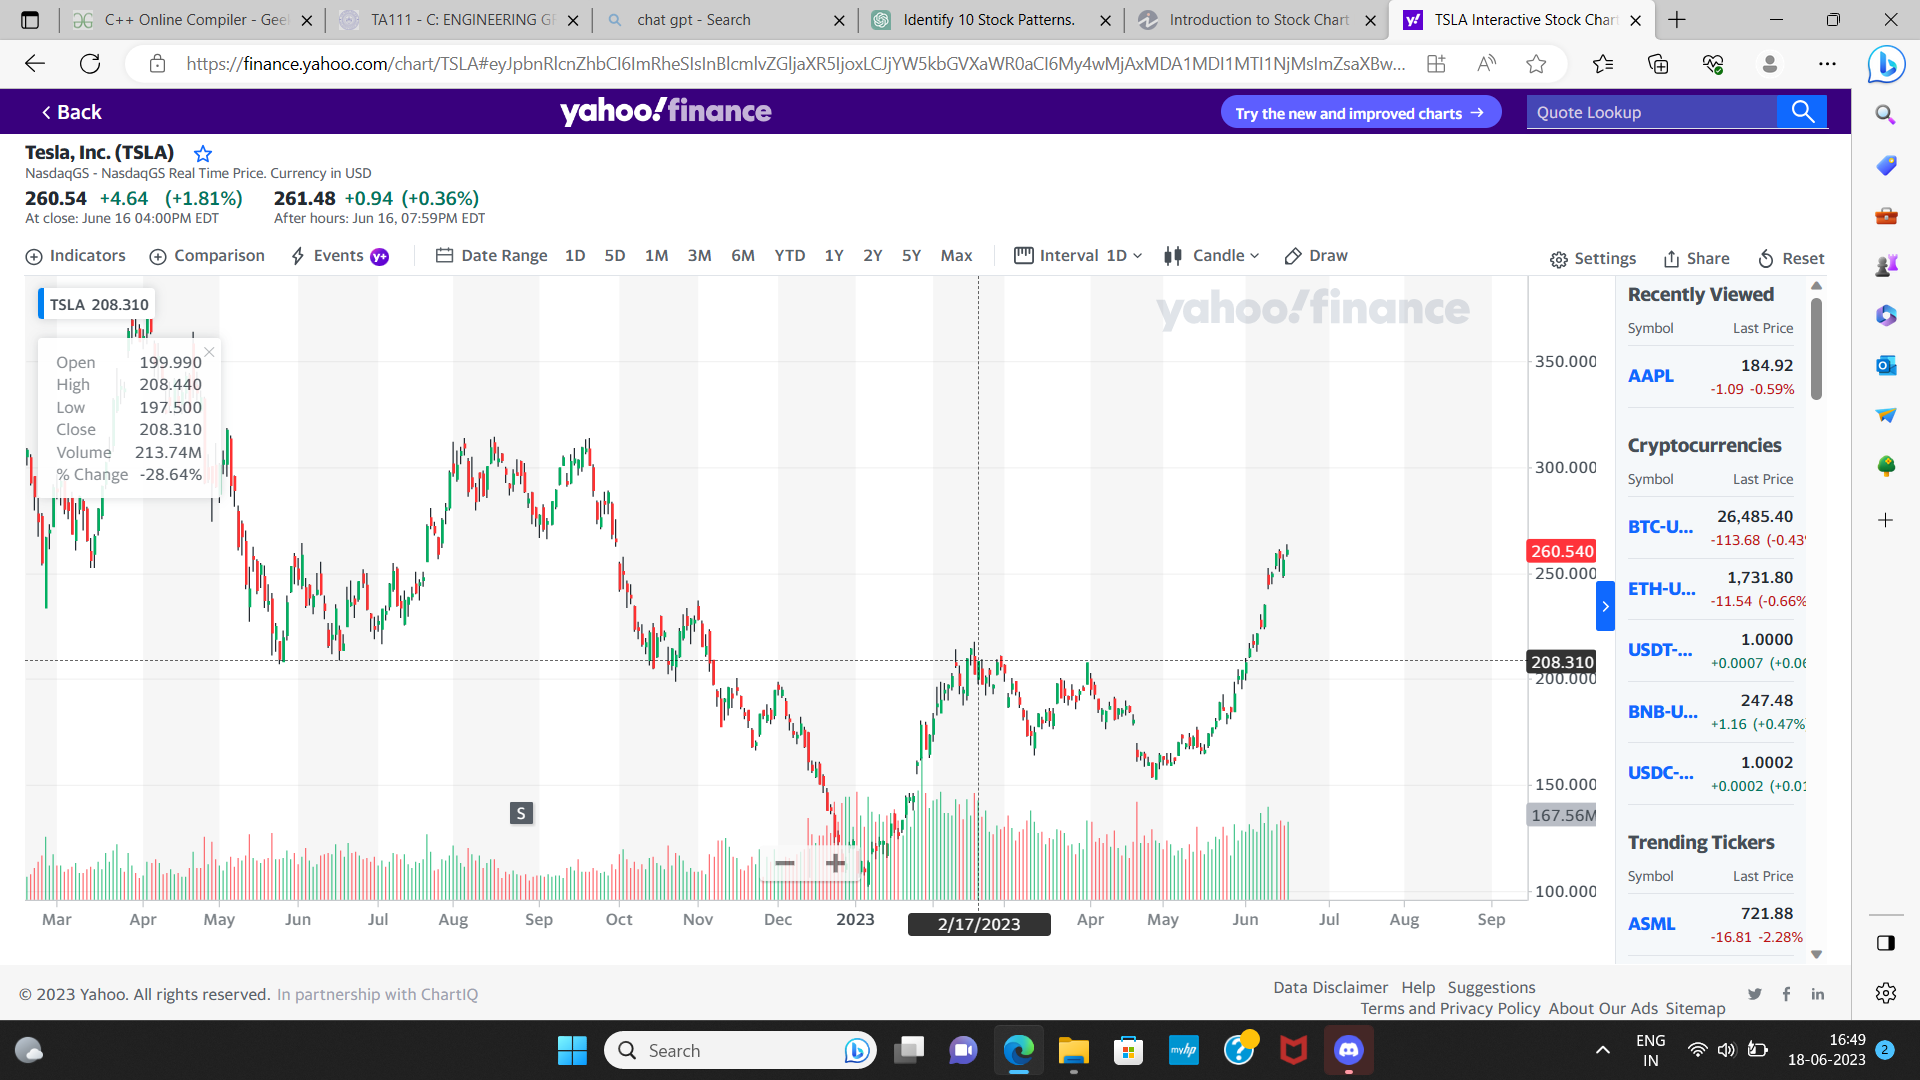 C++ Online Compiler - Gee
TA111 - C: ENGINEERING GF
chat gpt - Search
Identify 10 Stock Patterns.
Introduction to Stock Chart
TSLA Interactive Stock Char
https://finance.yahoo.com/chart/TSLA#eyJpbnRlcnZhbCI6ImRheSIsInBlcmlvZGljaXR5IjoxLCJjYW5kbGVXaWR0aCI6My4wMjAxMDA1MDI1MTI1NjMsImZsaXBw...
Back
yahoo!finance
Try the new and improved charts →
Quote Lookup
Tesla, Inc. (TSLA)
NasdaqGS - NasdaqGS Real Time Price. Currency in USD
260.54 +4.64 (+1.81%) 261.48 +0.94 (+0.36%)
At close: June 16 04:00PM EDT After hours: Jun 16, 07:59PM EDT
Indicators Comparison Events y+ Date Range 1D 5D 1M 3M 6M YTD 1Y 2Y 5Y Max Interval 1D Candle Draw Settings Share Reset
TSLA 208.310
Open 199.990
High 208.440
Low 197.500
Close 208.310
Volume 213.74M
% Change -28.64%
yahoo!finance
350.000
300.000
260.540
250.000
208.310
200.000
150.000
167.56M
100.000
S
Mar Apr May Jun Jul Aug Sep Oct Nov Dec 2023 2/17/2023 Apr May Jun Jul Aug Sep
Recently Viewed
Symbol Last Price
AAPL 184.92
-1.09 -0.59%
Cryptocurrencies
Symbol Last Price
BTC-U... 26,485.40
-113.68 (-0.43
ETH-U... 1,731.80
-11.54 (-0.66%
USDT-... 1.0000
+0.0007 (+0.06
BNB-U... 247.48
+1.16 (+0.47%
USDC-... 1.0002
+0.0002 (+0.01
Trending Tickers
Symbol Last Price
ASML 721.88
-16.81 -2.28%
© 2023 Yahoo. All rights reserved. In partnership with ChartIQ
Data Disclaimer Help Suggestions
Terms and Privacy Policy About Our Ads Sitemap
Search
myhp
ENG
IN
16:49
18-06-2023
2